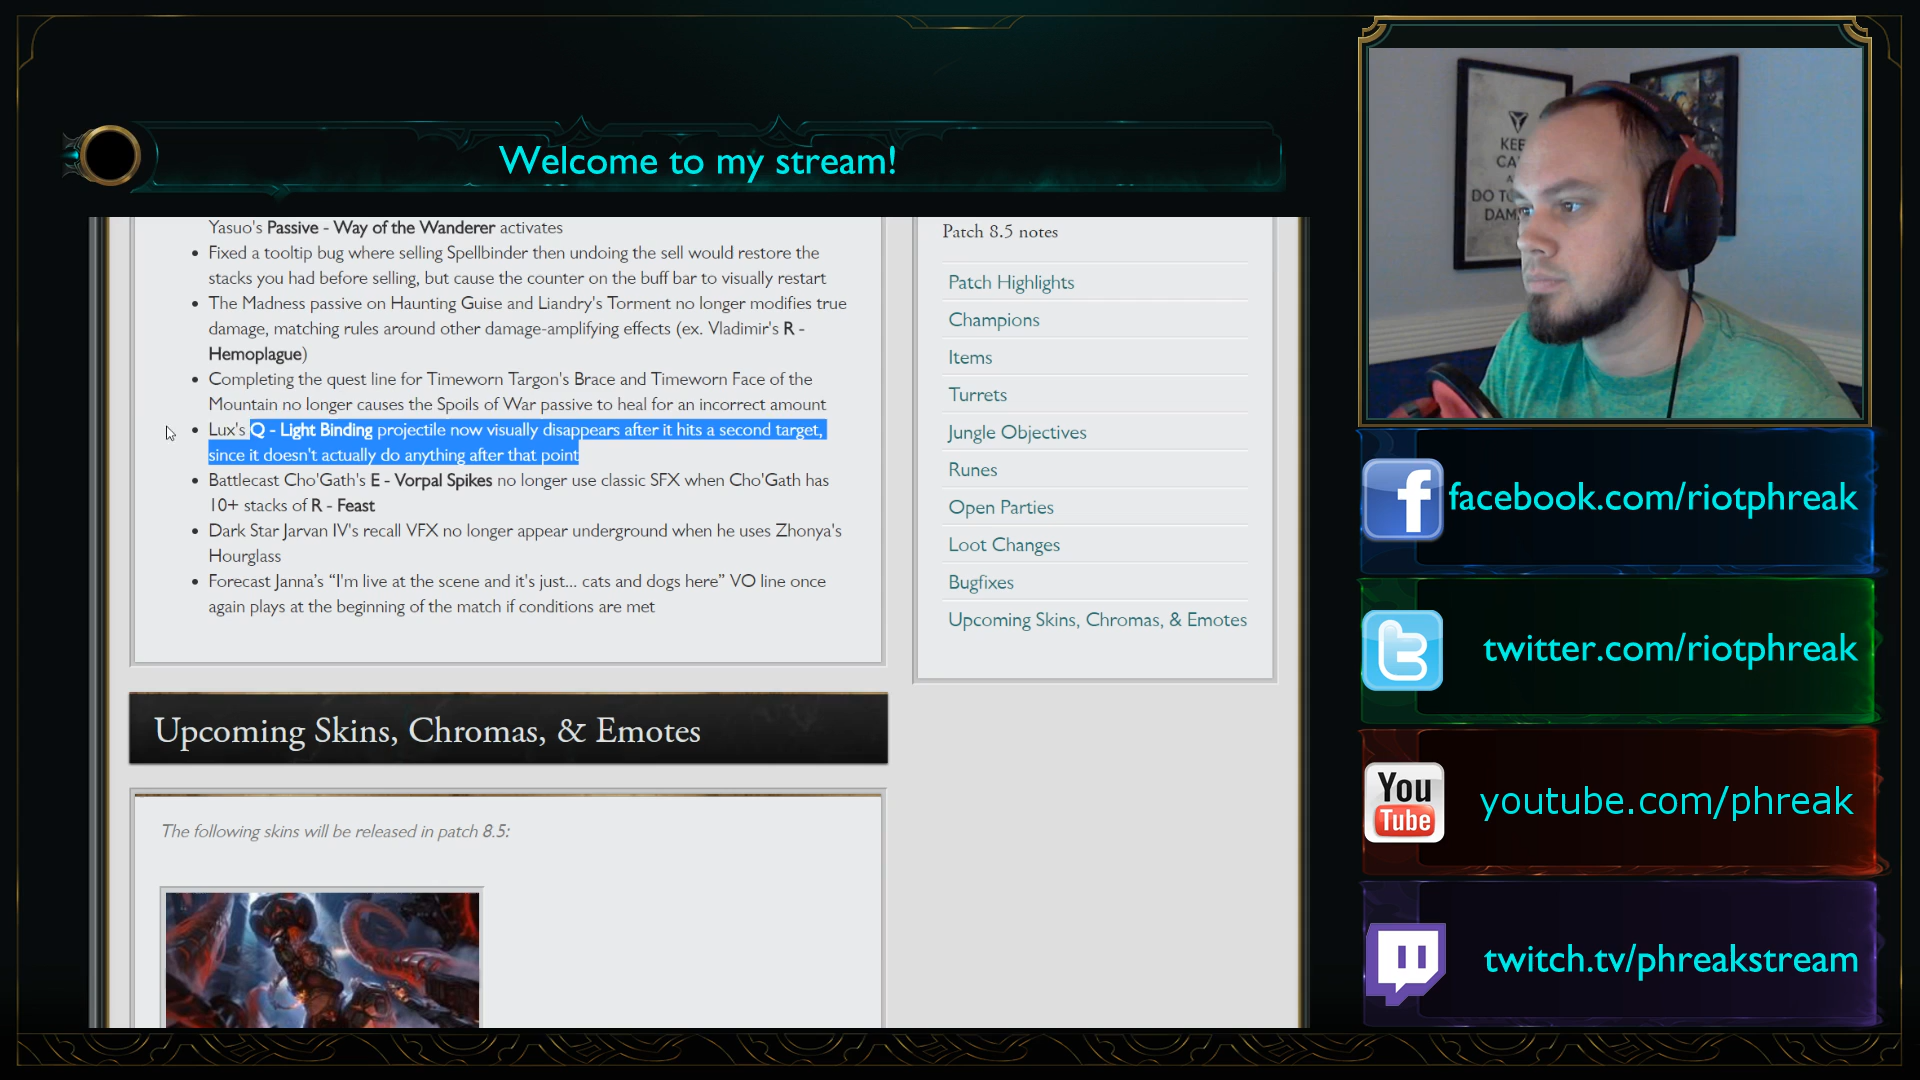 Welcome to my stream!
Yasuo's Passive - Way of the Wanderer activates
Fixed a tooltip bug where selling Spellbinder then undoing the sell would restore the
stacks you had before selling, but cause the counter on the buff bar to visually restart
The Madness passive on Haunting Guise and Liandry's Torment no longer modifies true
damage, matching rules around other damage-amplifying effects (ex. Vladimir's R -
Hemoplague)
Completing the quest line for Timeworn Targon's Brace and Timeworn Face of the
Mountain no longer causes the Spoils of War passive to heal for an incorrect amount
Lux's Q - Light Binding projectile now visually disappears after it hits a second target,
since it doesn't actually do anything after that point
Battlecast Cho'Gath's E - Vorpal Spikes no longer use classic SFX when Cho'Gath has
10+ stacks of R - Feast
Dark Star Jarvan IV's recall VFX no longer appear underground when he uses Zhonya's
Hourglass
Forecast Janna's “I'm live at the scene and it's just... cats and dogs here” VO line once
again plays at the beginning of the match if conditions are met
Upcoming Skins, Chromas, & Emotes
The following skins will be released in patch 8.5:
Patch 8.5 notes
Patch Highlights
Champions
Items
Turrets
Jungle Objectives
Runes
Open Parties
Loot Changes
Bugfixes
Upcoming Skins, Chromas, & Emotes
KEE
CA
DO TO
DAM
f facebook.com/riotphreak
t twitter.com/riotphreak
You
Tube
youtube.com/phreak
twitch.tv/phreakstream